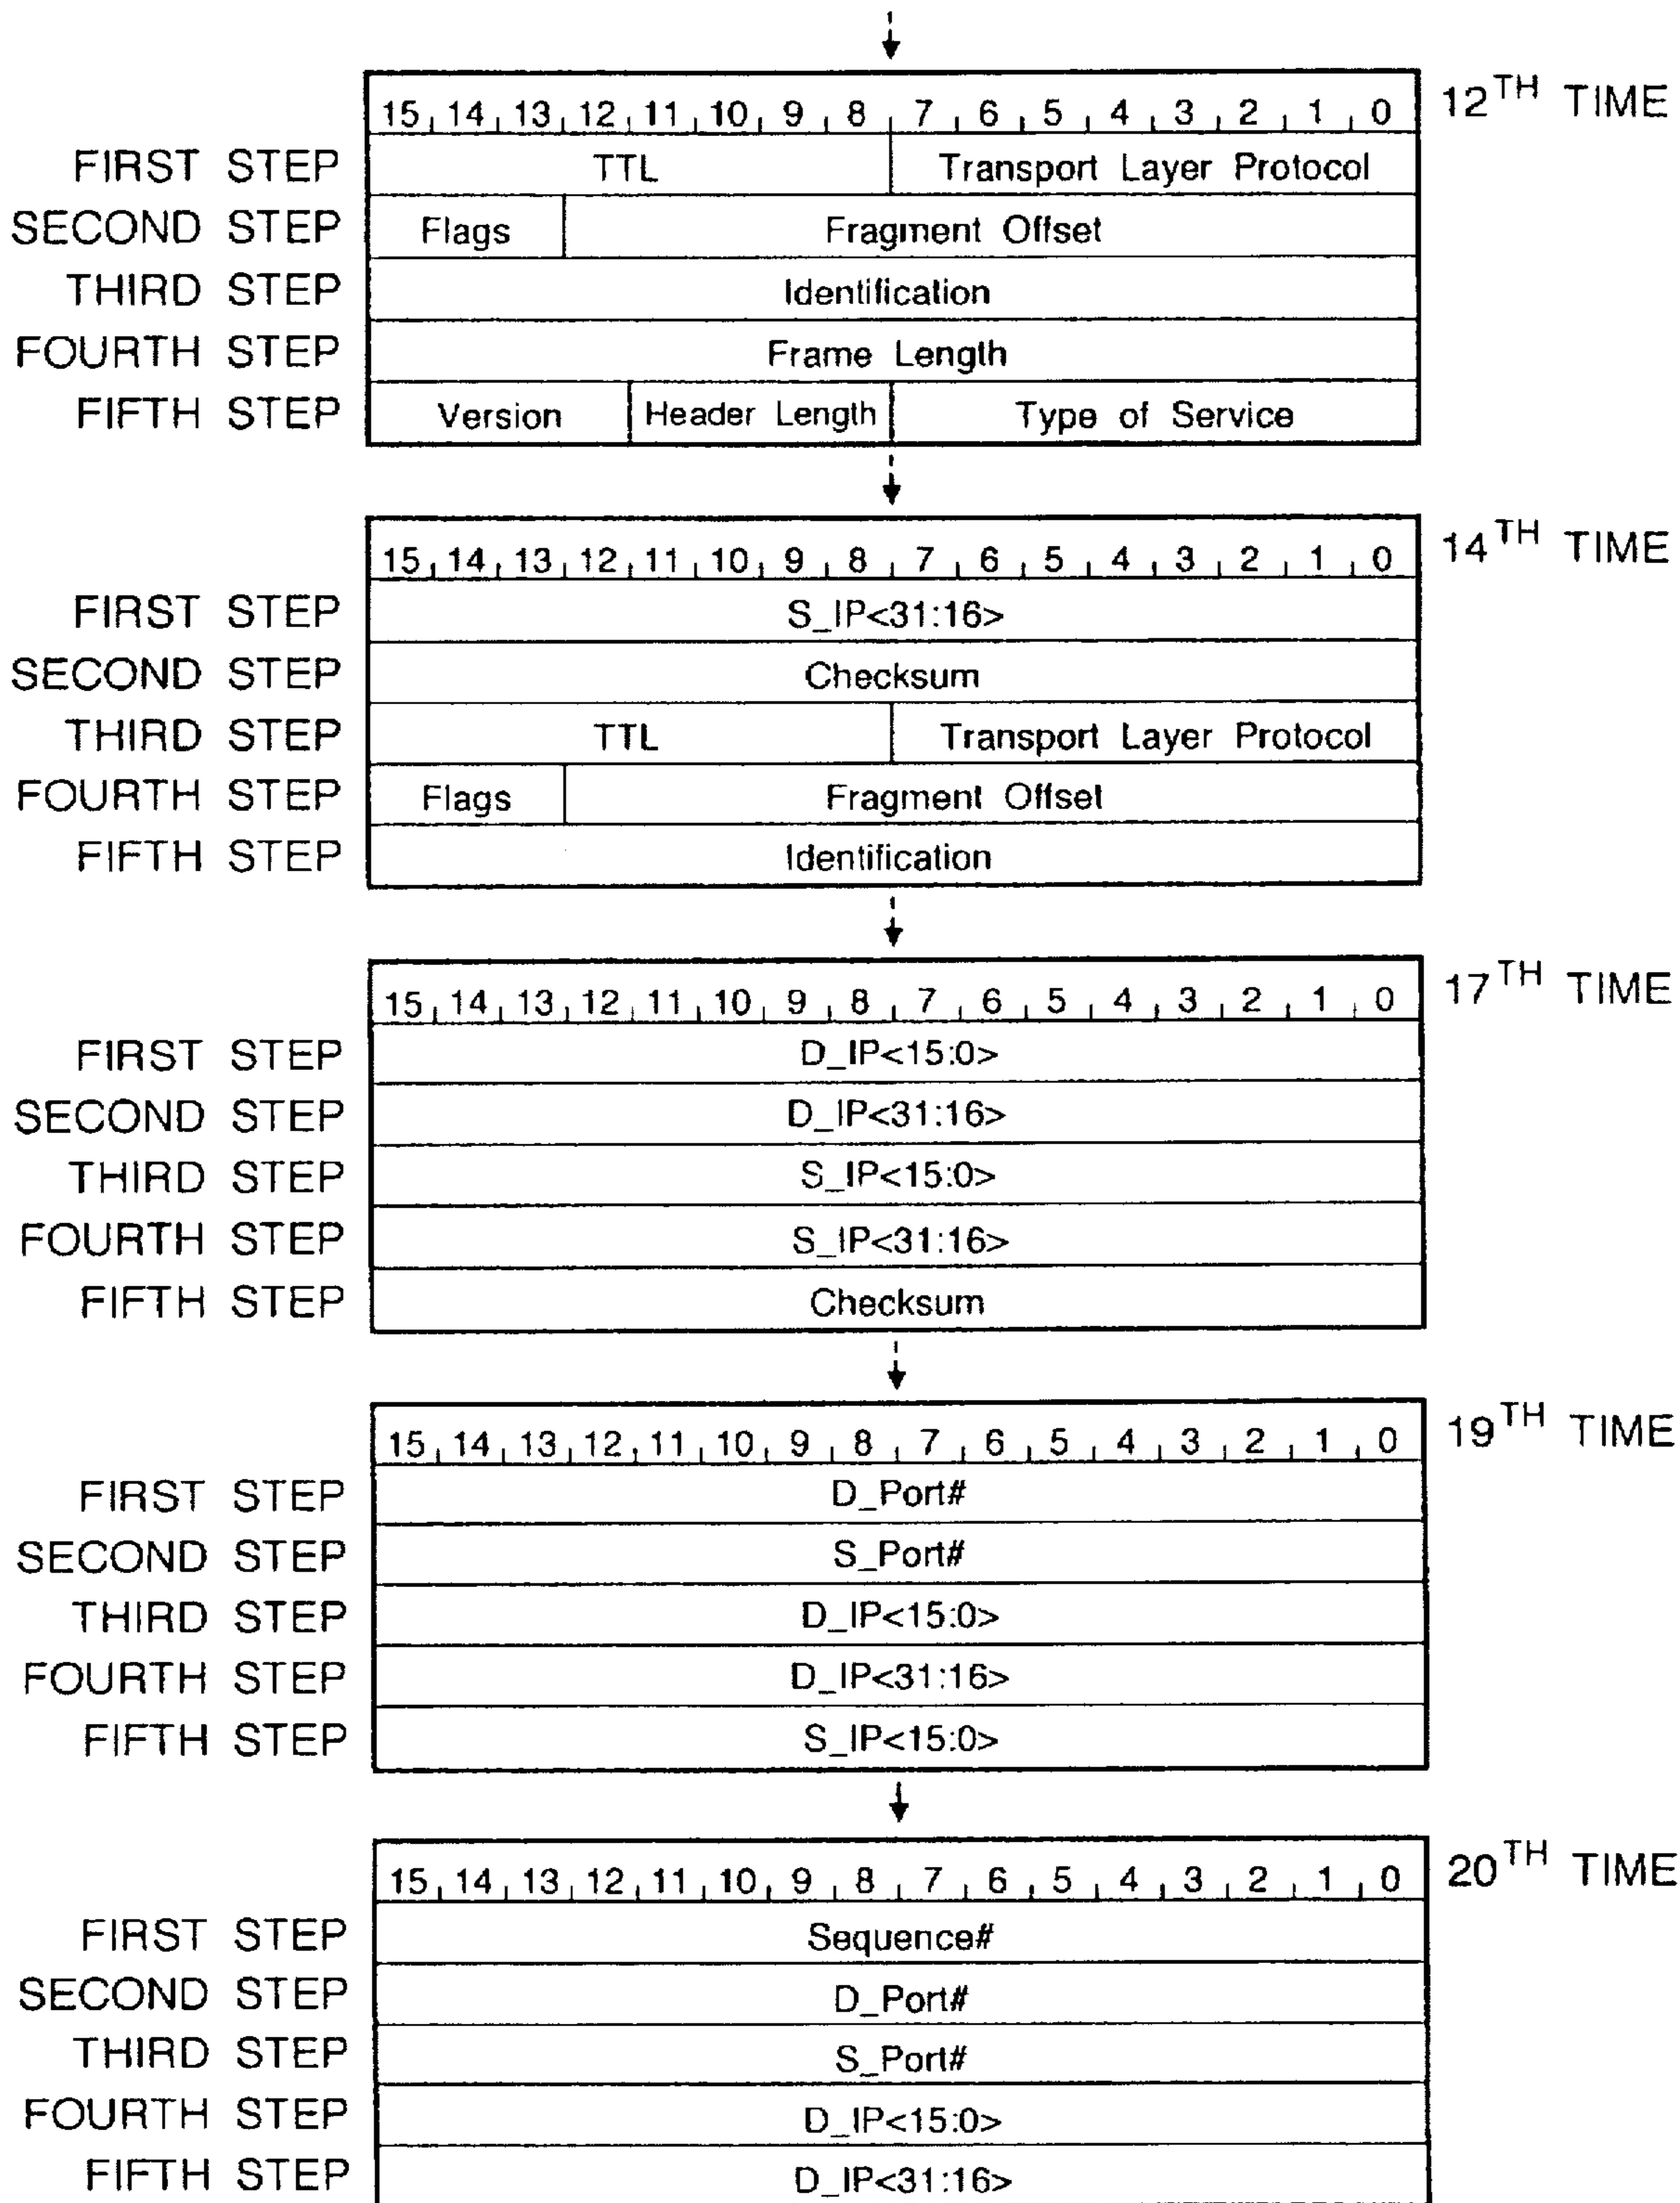 12TH TIME
15 14 13 12 11 10 9 8 7 6 5 4 3 2 1 0
FIRST STEP TTL Transport Layer Protocol
SECOND STEP Flags Fragment Offset
THIRD STEP Identification
FOURTH STEP Frame Length
FIFTH STEP Version Header Length Type of Service
14TH TIME
15 14 13 12 11 10 9 8 7 6 5 4 3 2 1 0
FIRST STEP S_IP<31:16>
SECOND STEP Checksum
THIRD STEP TTL Transport Layer Protocol
FOURTH STEP Flags Fragment Offset
FIFTH STEP Identification
17TH TIME
15 14 13 12 11 10 9 8 7 6 5 4 3 2 1 0
FIRST STEP D_IP<15:0>
SECOND STEP D_IP<31:16>
THIRD STEP S_IP<15:0>
FOURTH STEP S_IP<31:16>
FIFTH STEP Checksum
19TH TIME
15 14 13 12 11 10 9 8 7 6 5 4 3 2 1 0
FIRST STEP D_Port#
SECOND STEP S_Port#
THIRD STEP D_IP<15:0>
FOURTH STEP D_IP<31:16>
FIFTH STEP S_IP<15:0>
20TH TIME
15 14 13 12 11 10 9 8 7 6 5 4 3 2 1 0
FIRST STEP Sequence#
SECOND STEP D_Port#
THIRD STEP S_Port#
FOURTH STEP D_IP<15:0>
FIFTH STEP D_IP<31:16>